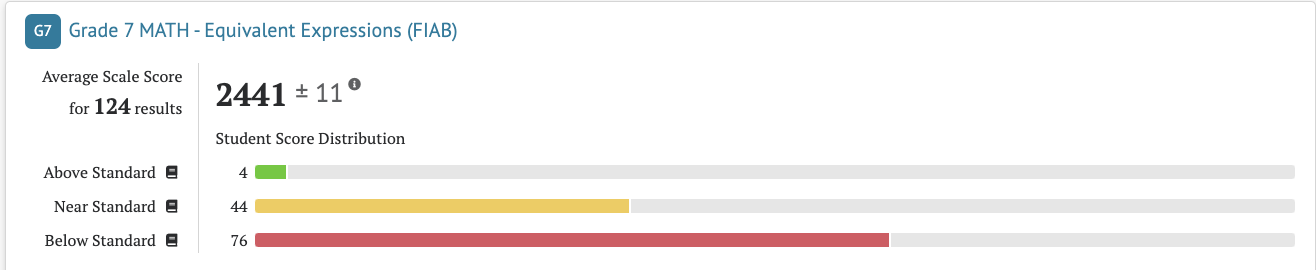 G7 Grade 7 MATH - Equivalent Expressions (FIAB)
Average Scale Score
for 124 results
2441 ± 11
Student Score Distribution
Above Standard 4
Near Standard 44
Below Standard 76